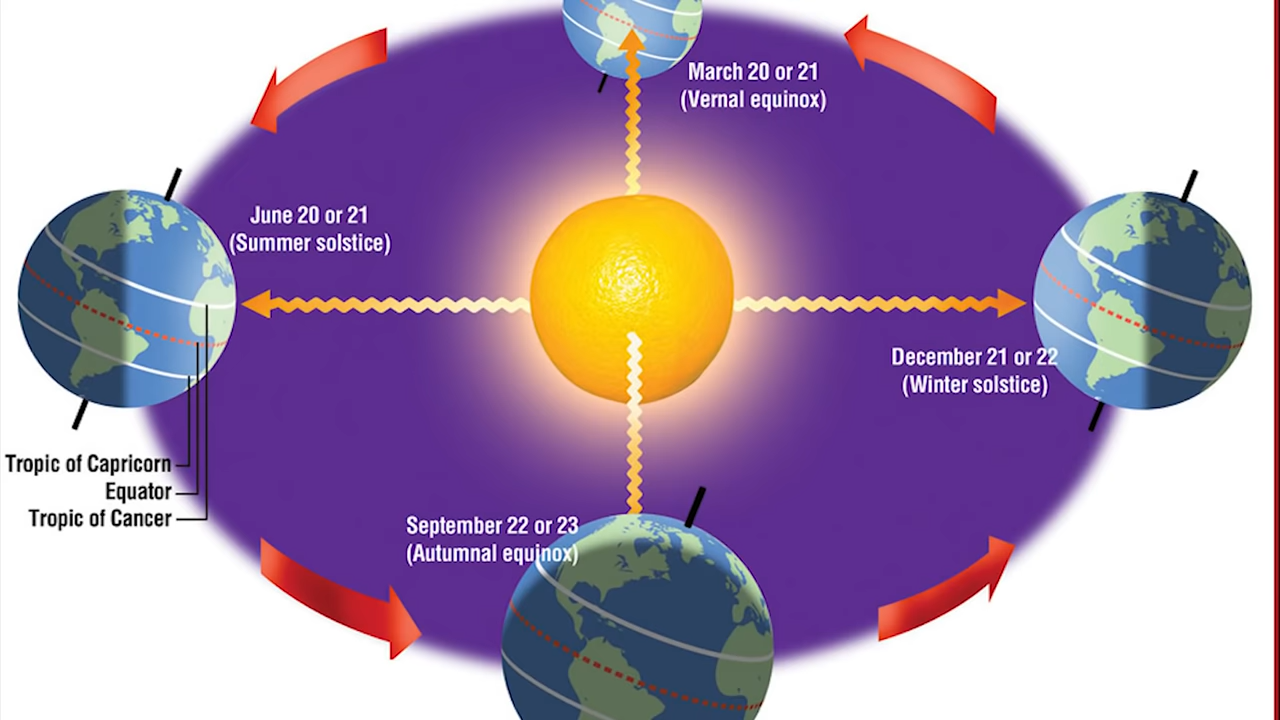 March 20 or 21
(Vernal equinox)
June 20 or 21
(Summer solstice)
December 21 or 22
(Winter solstice)
Tropic of Capricorn
Equator
Tropic of Cancer
September 22 or 23
(Autumnal equinox)